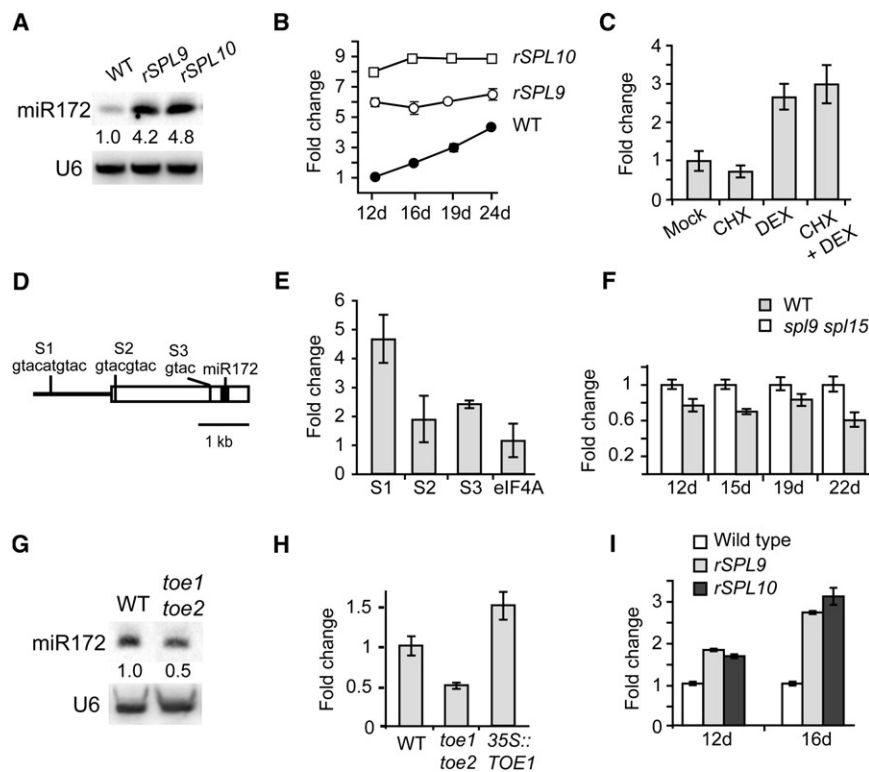 A
WT
rSPL9
rSPL10
miR172
1.0 4.2 4.8
U6
B
Fold change
9
7
5
3
1
rSPL10
rSPL9
WT
12d 16d 19d 24d
C
Fold change
4
3
2
1
0
Mock
CHX
DEX
CHX
+ DEX
D
S1
gtacatgtac
S2
gtacgtac
S3
gtac
miR172
1 kb
E
Fold change
6
5
4
3
2
1
0
S1 S2 S3 eIF4A
F
WT
spl9 spl15
Fold change
1
0.6
0.2
12d 15d 19d 22d
G
WT
toe1
toe2
miR172
1.0 0.5
U6
H
Fold change
1.5
1
0.5
0
WT
toe1
toe2
35S::
TOE1
I
Wild type
rSPL9
rSPL10
Fold change
3
2
1
0
12d 16d